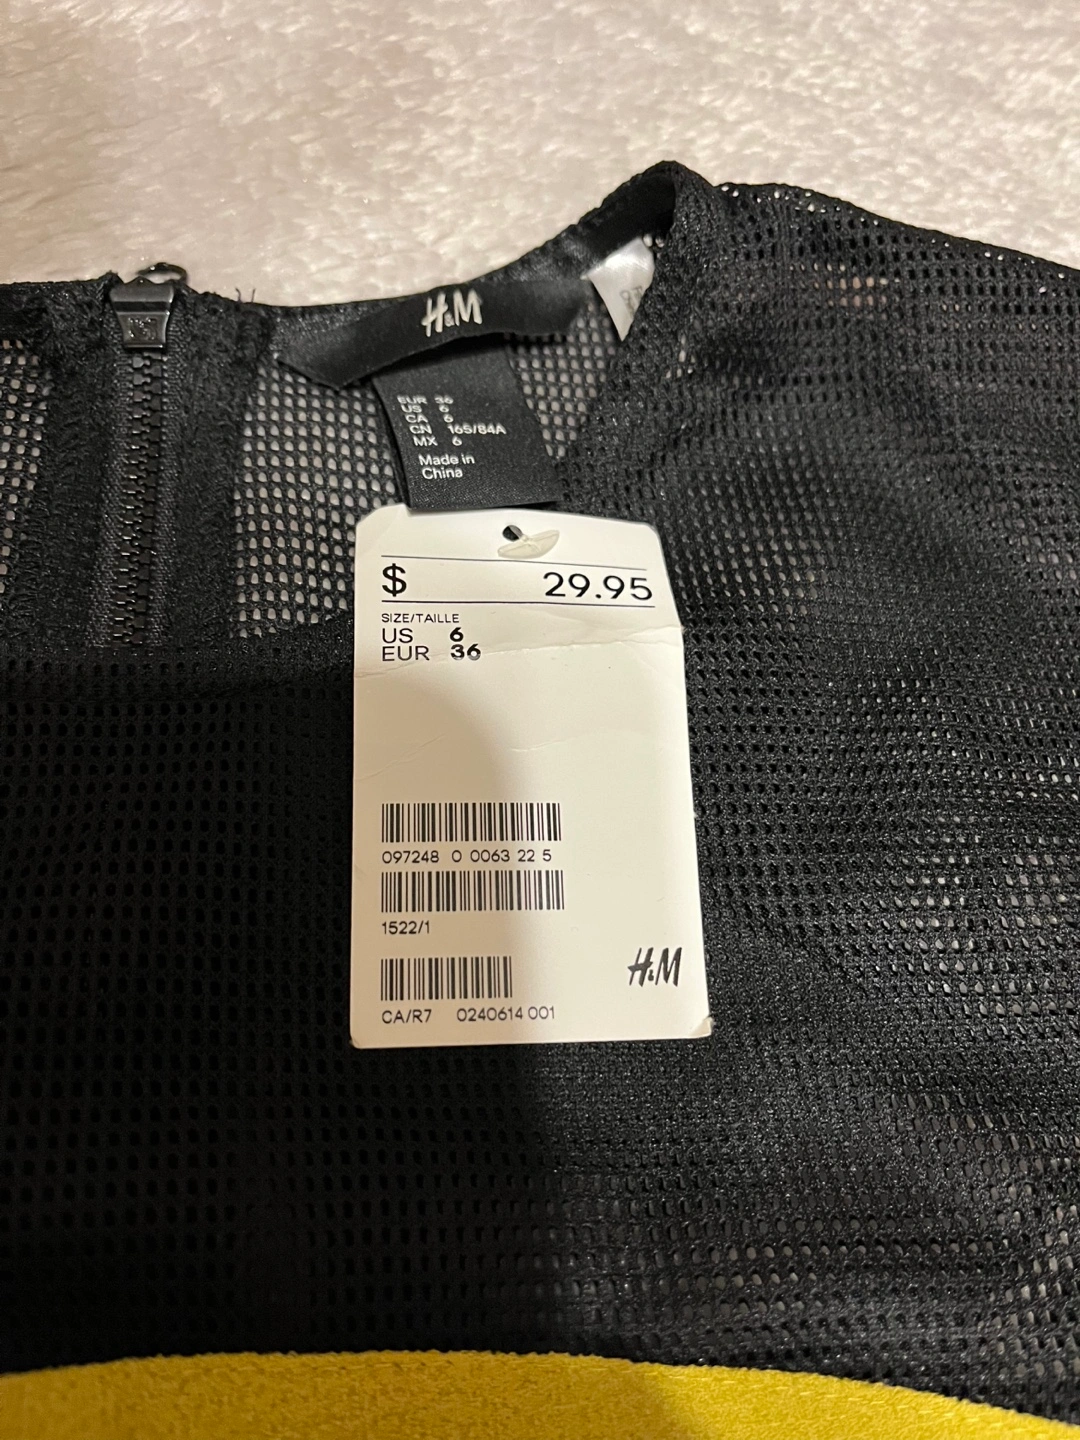 H&M
EUR 36
US 6
CA 6
CN 165/84A
MX 6
Made in
China
$ 29.95
SIZE/TAILLE
US 6
EUR 36
097248 0 0063 22 5
1522/1
H&M
CA/R7 0240614 001